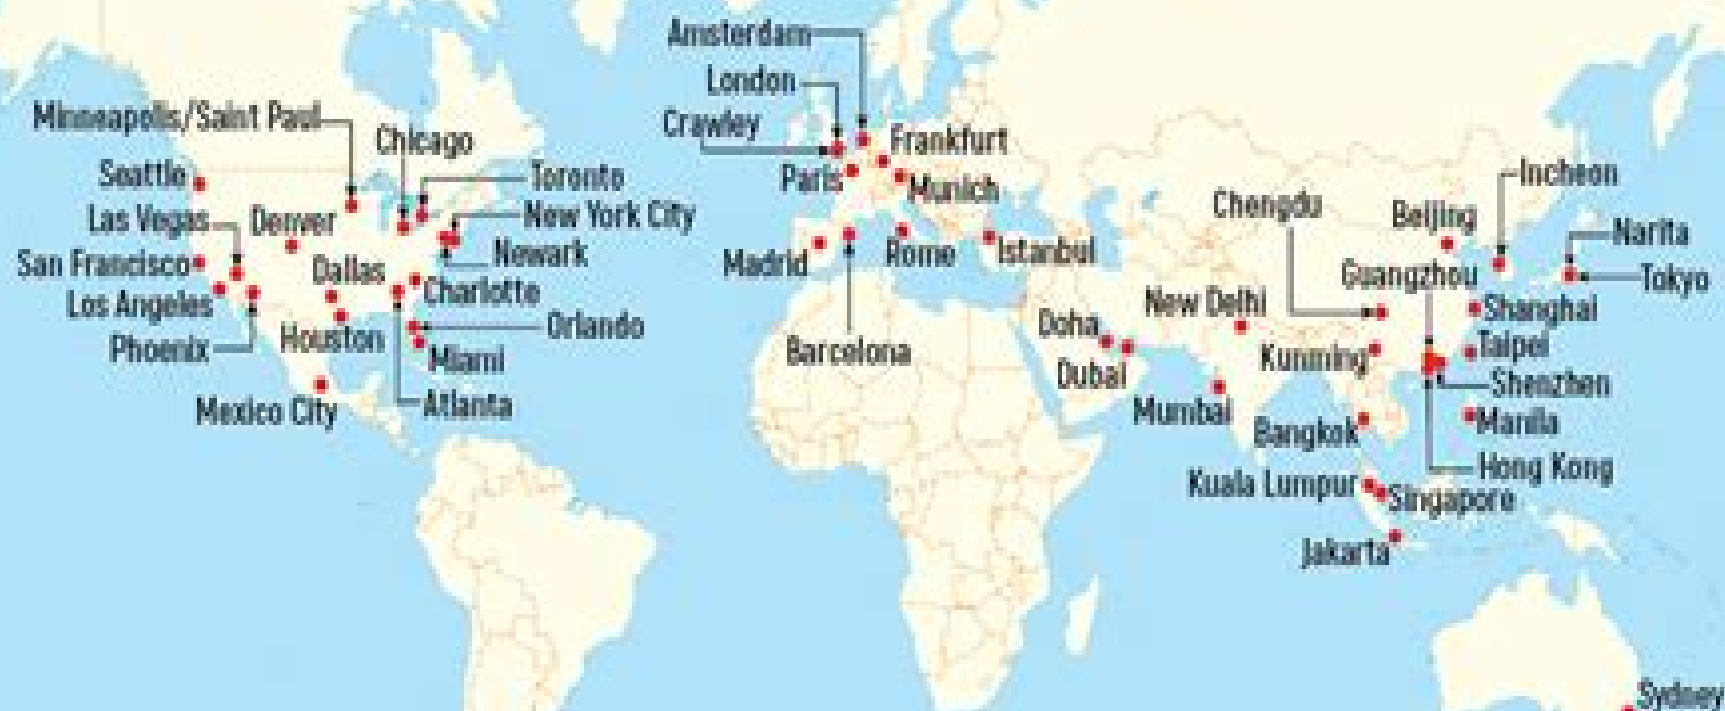 Amsterdam
London
Crawley
Minneapolis/Saint Paul
Chicago
Frankfurt
Seattle
Toronto
Paris
Munich
Incheon
Las Vegas
Denver
New York City
Chengdu
Beijing
Narita
San Francisco
Dallas
Newark
Madrid
Rome
Istanbul
Guangzhou
Tokyo
Los Angeles
Charlotte
New Delhi
Shanghai
Phoenix
Houston
Orlando
Doha
Barcelona
Miami
Kunming
Taipei
Dubai
Shenzhen
Mexico City
Atlanta
Mumbai
Bangkok
Manila
Hong Kong
Kuala Lumpur
Singapore
Jakarta
Sydney